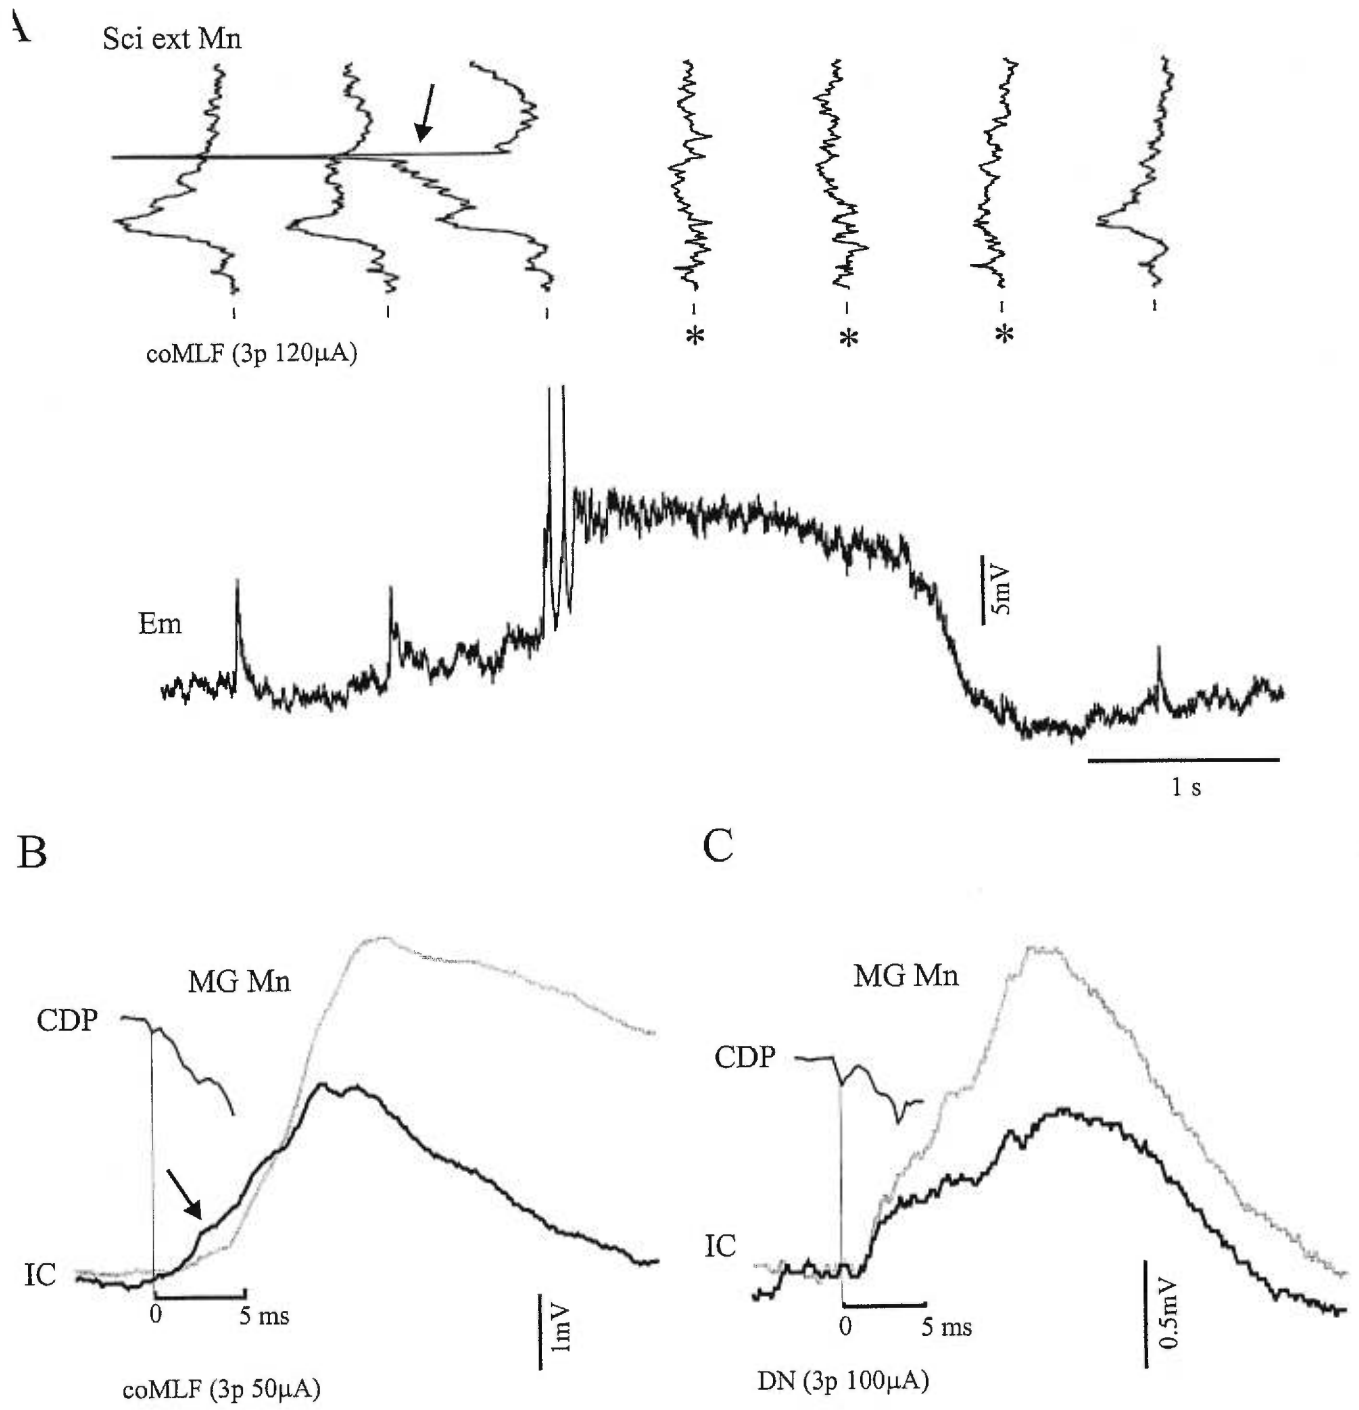 A
Sci ext Mn
* * *
coMLF (3p 120μA)
Em
5mV
1 s
B
C
MG Mn
MG Mn
CDP
CDP
IC
IC
0 5 ms
0 5 ms
1mV
0.5mV
coMLF (3p 50μA)
DN (3p 100μA)